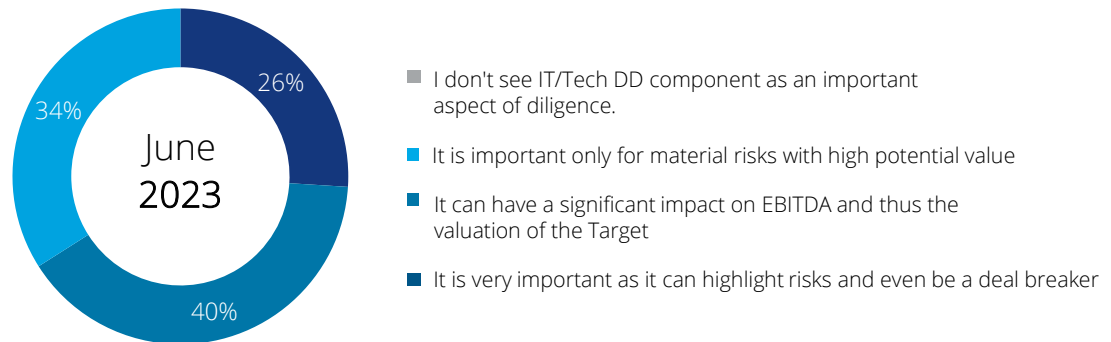 26%
34%
40%
June
2023
I don't see IT/Tech DD component as an important
aspect of diligence.
It is important only for material risks with high potential value
It can have a significant impact on EBITDA and thus the
valuation of the Target
It is very important as it can highlight risks and even be a deal breaker